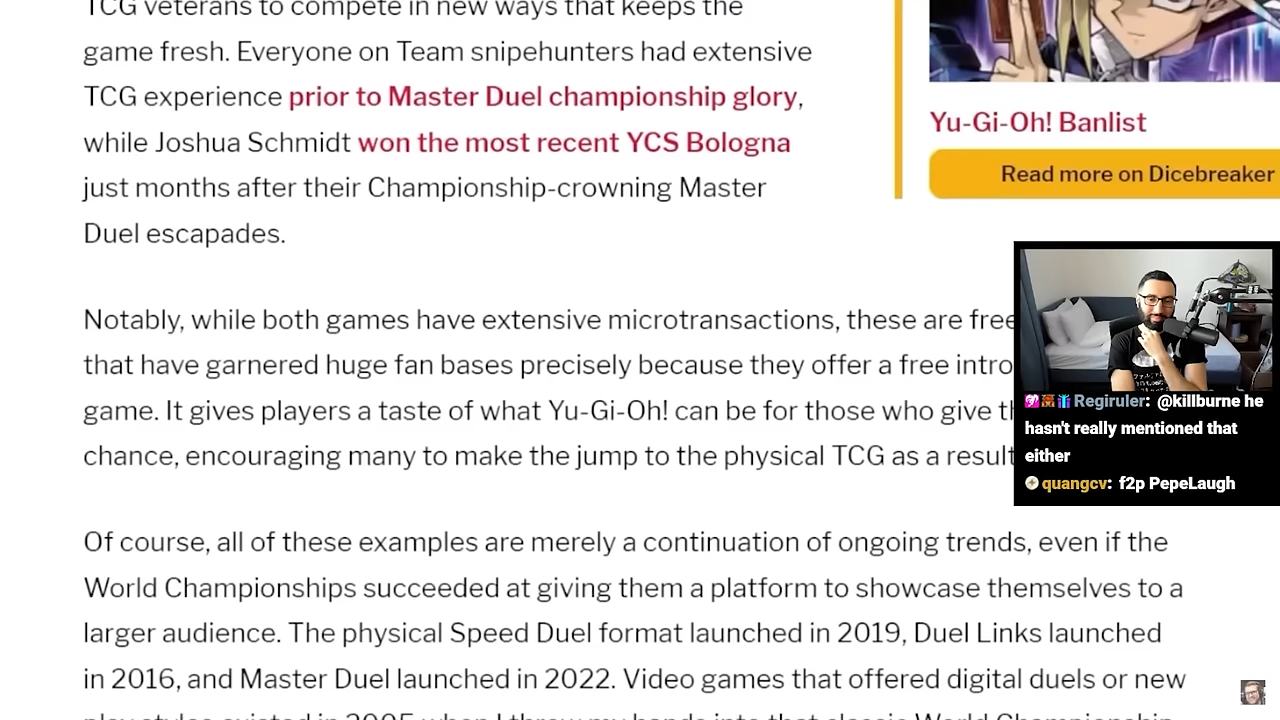 TCG veterans to compete in new ways that keeps the
game fresh. Everyone on Team snipehunters had extensive
TCG experience prior to Master Duel championship glory,
while Joshua Schmidt won the most recent YCS Bologna
just months after their Championship-crowning Master
Duel escapades.
Yu-Gi-Oh! Banlist
Read more on Dicebreaker
Notably, while both games have extensive microtransactions, these are free
that have garnered huge fan bases precisely because they offer a free intro
game. It gives players a taste of what Yu-Gi-Oh! can be for those who give
chance, encouraging many to make the jump to the physical TCG as a result
Regiruler: @killburne he
hasn't really mentioned that
either
quangcv: f2p PepeLaugh
Of course, all of these examples are merely a continuation of ongoing trends, even if the
World Championships succeeded at giving them a platform to showcase themselves to a
larger audience. The physical Speed Duel format launched in 2019, Duel Links launched
in 2016, and Master Duel launched in 2022. Video games that offered digital duels or new